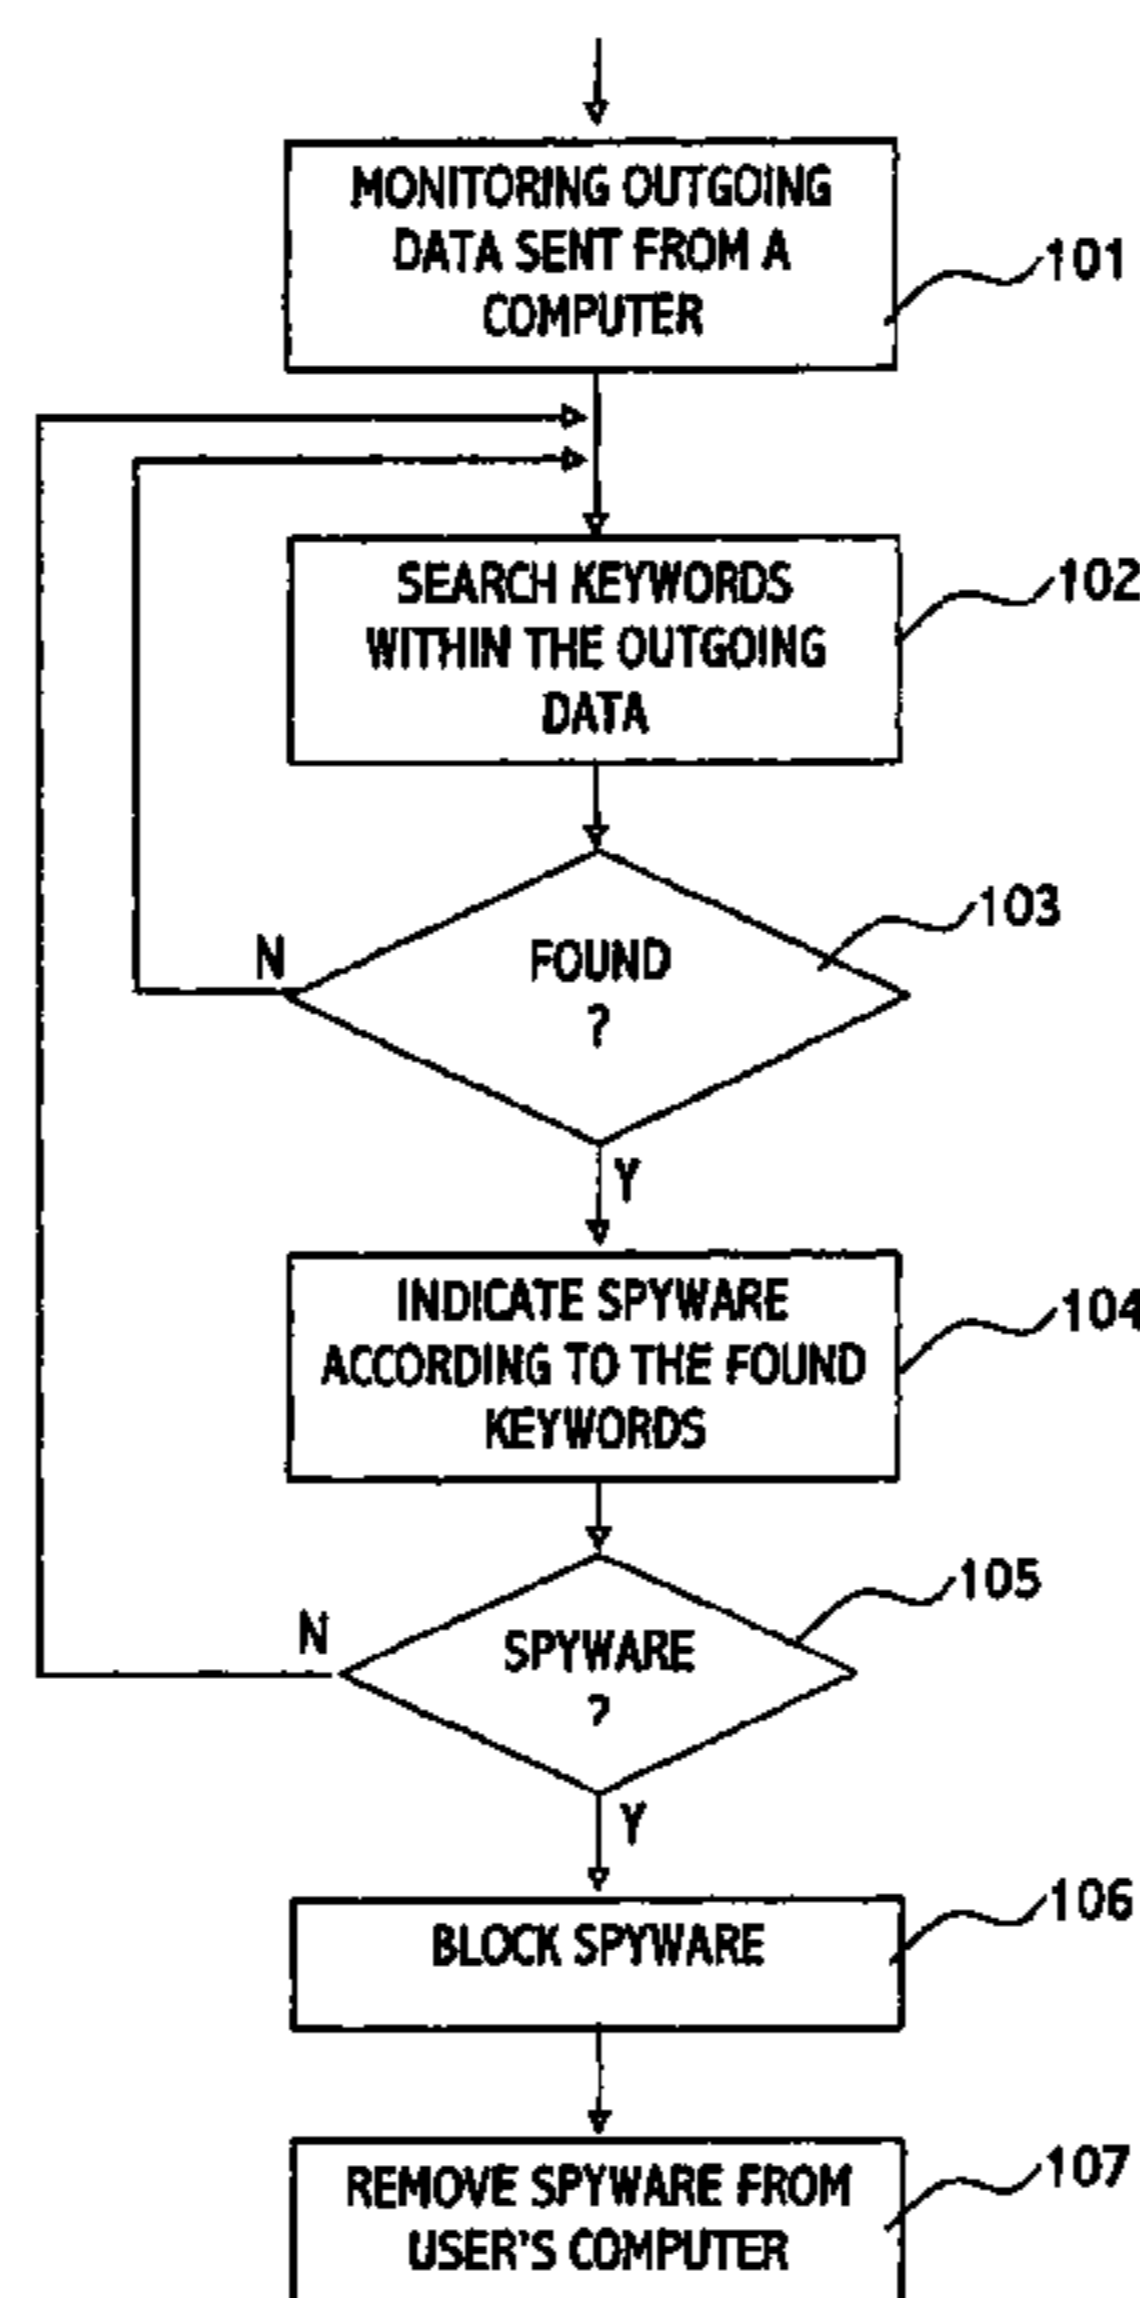 MONITORING OUTGOING
DATA SENT FROM A
COMPUTER
101
SEARCH KEYWORDS
WITHIN THE OUTGOING
DATA
102
103
N
FOUND
?
Y
INDICATE SPYWARE
ACCORDING TO THE FOUND
KEYWORDS
104
105
N
SPYWARE
?
Y
BLOCK SPYWARE
106
REMOVE SPYWARE FROM
USER'S COMPUTER
107